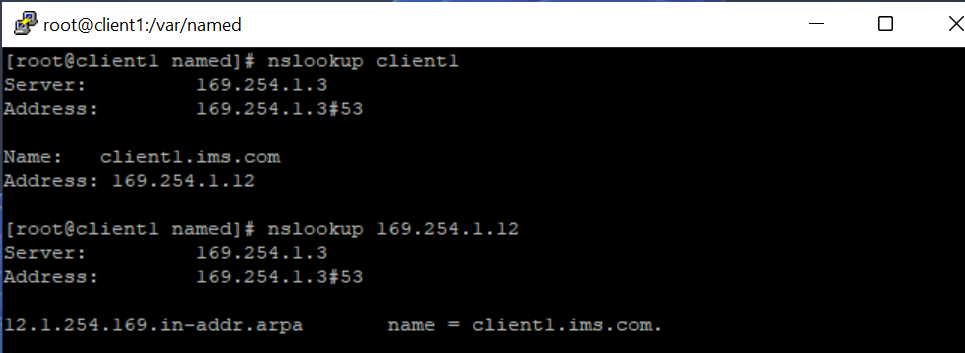 root@client1:/var/named
[root@client1 named]# nslookup client1
Server:         169.254.1.3
Address:        169.254.1.3#53
Name:   client1.ims.com
Address: 169.254.1.12
[root@client1 named]# nslookup 169.254.1.12
Server:         169.254.1.3
Address:        169.254.1.3#53
12.1.254.169.in-addr.arpa       name = client1.ims.com.